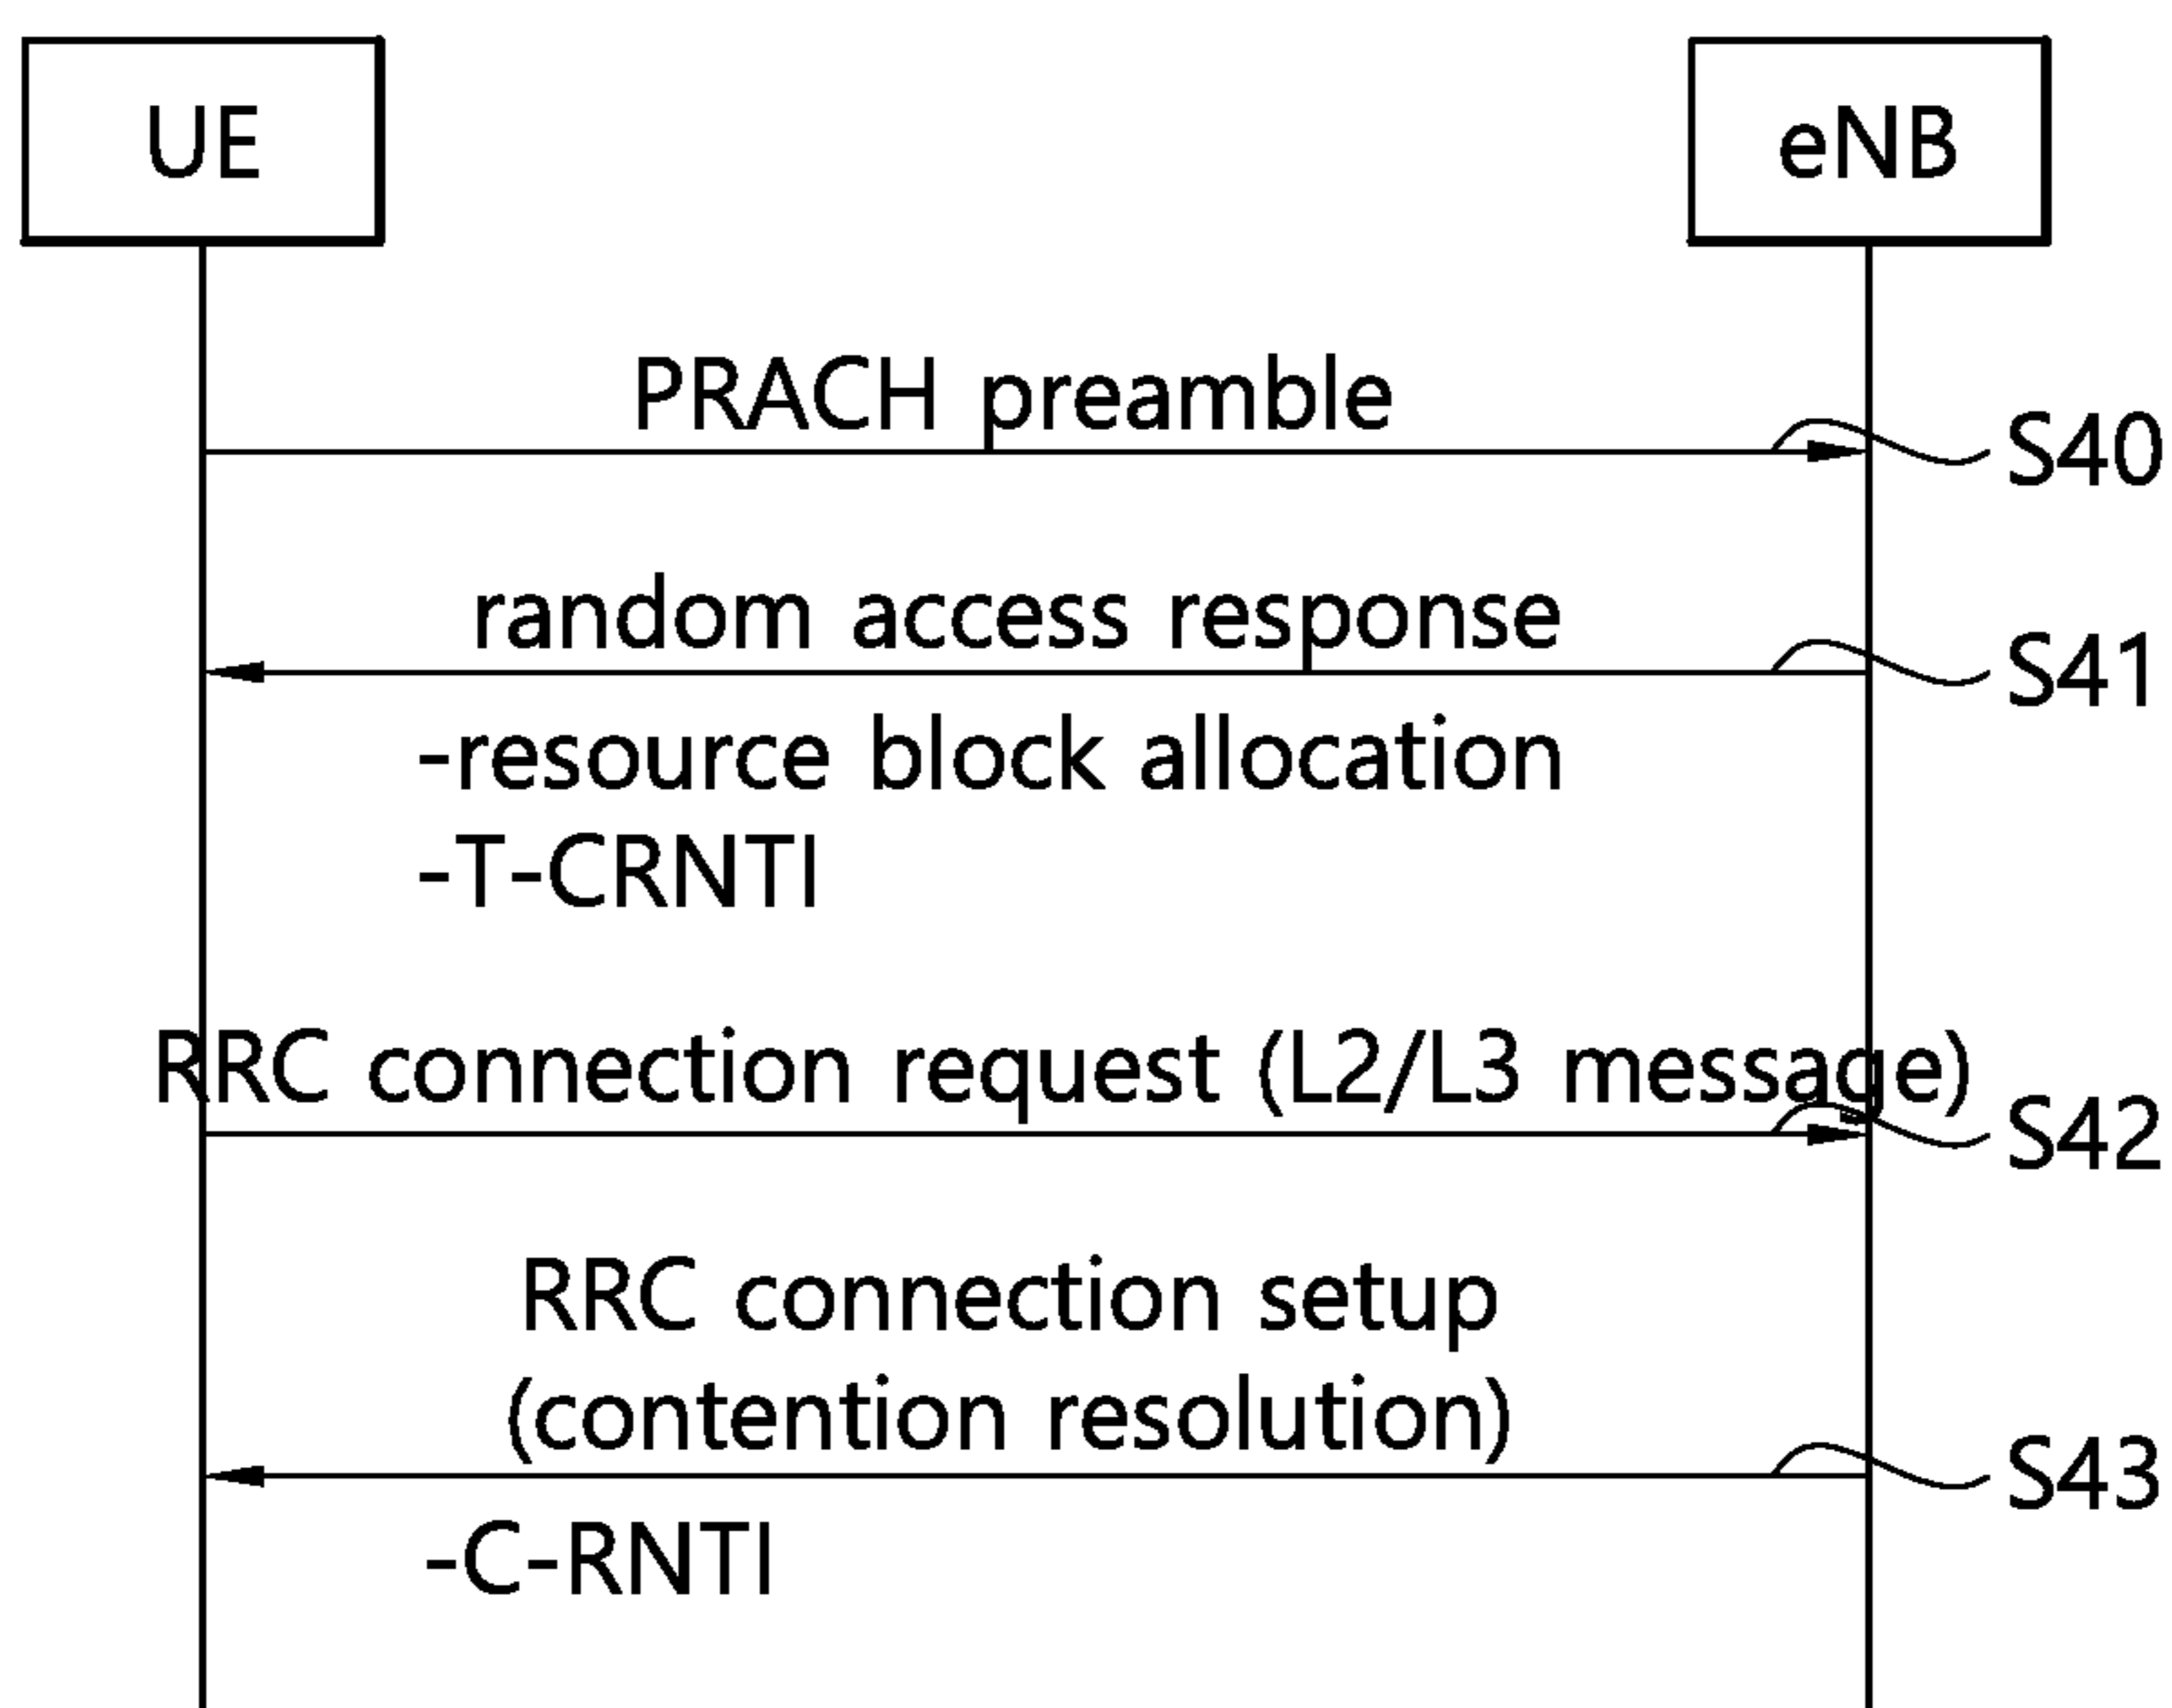 UE
eNB
PRACH preamble
S40
random access response
S41
-resource block allocation
-T-CRNTI
RRC connection request (L2/L3 message)
S42
RRC connection setup
(contention resolution)
S43
-C-RNTI